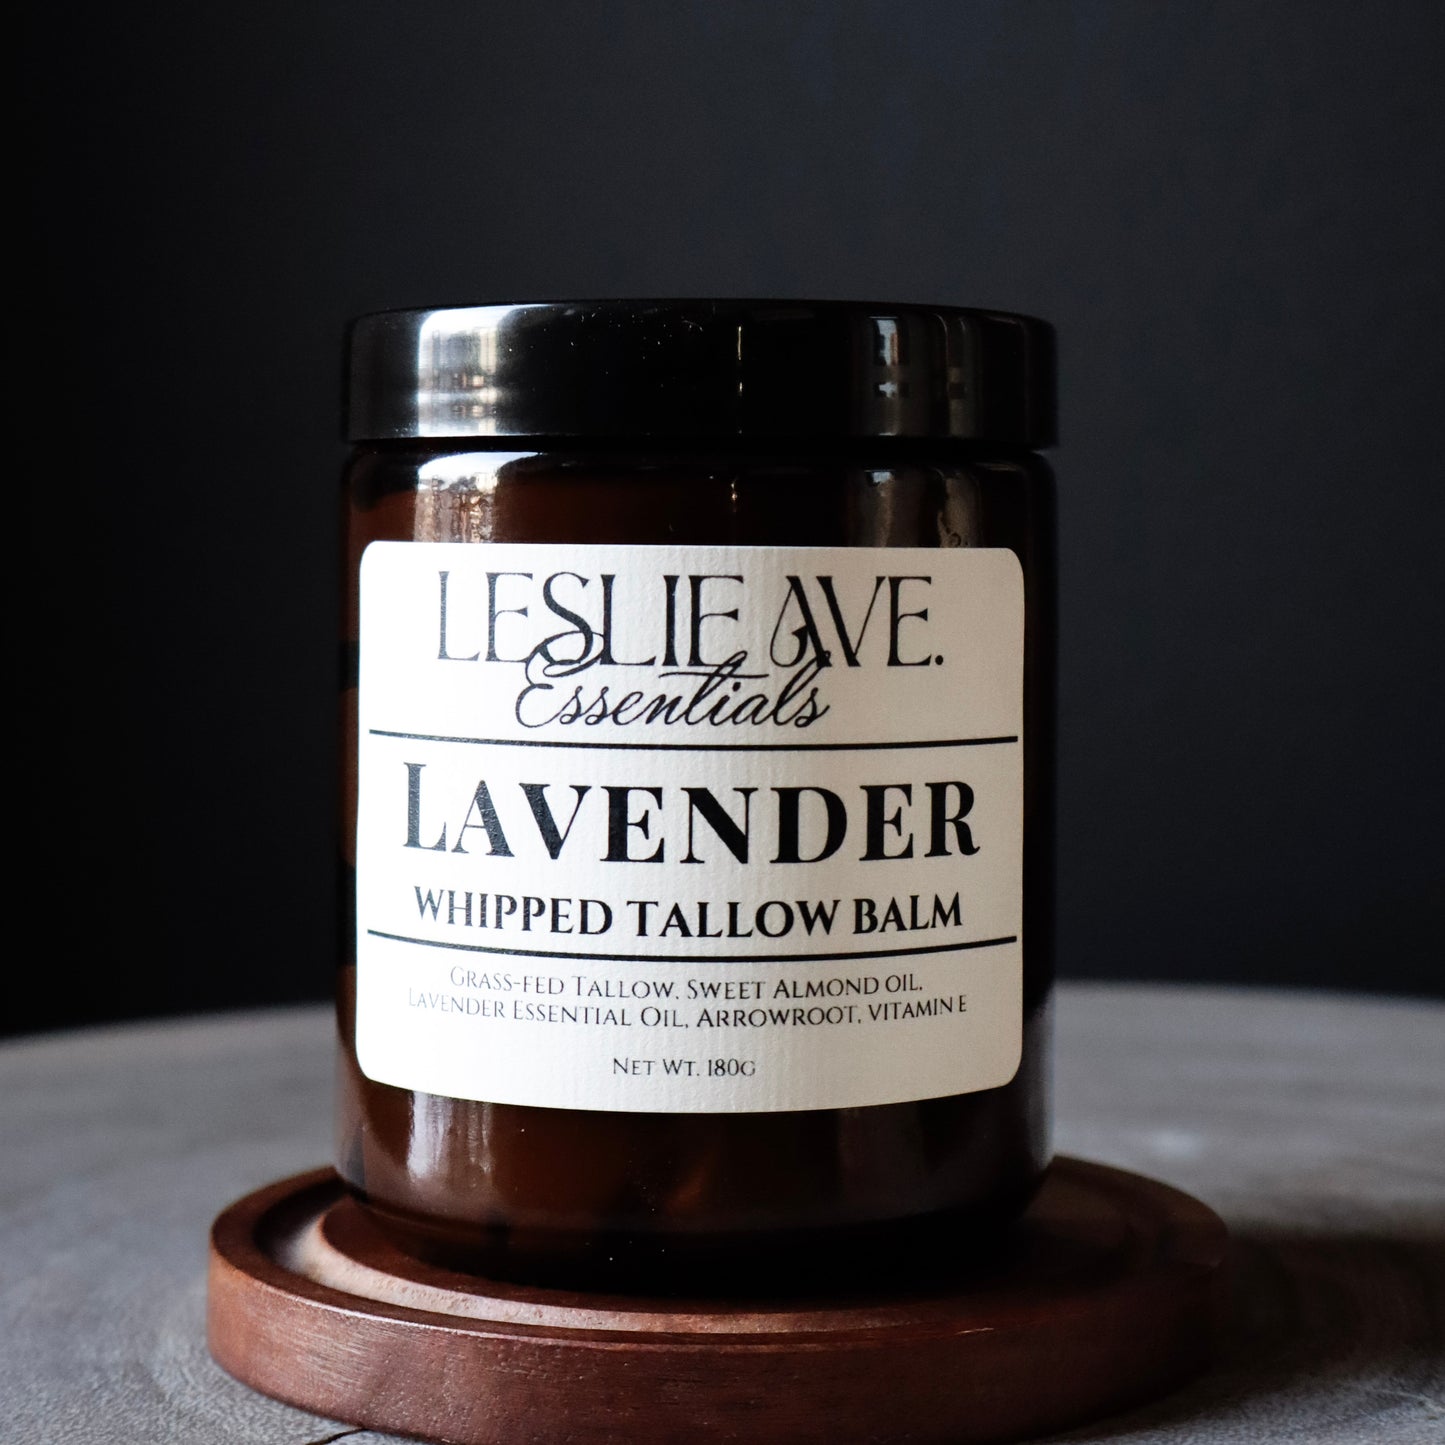 LESLIE AVE.
Essentials
LAVENDER
WHIPPED TALLOW BALM
GRASS-FED TALLOW, SWEET ALMOND OIL,
LAVENDER ESSENTIAL OIL, ARROWROOT, VITAMIN E
NET WT. 180G